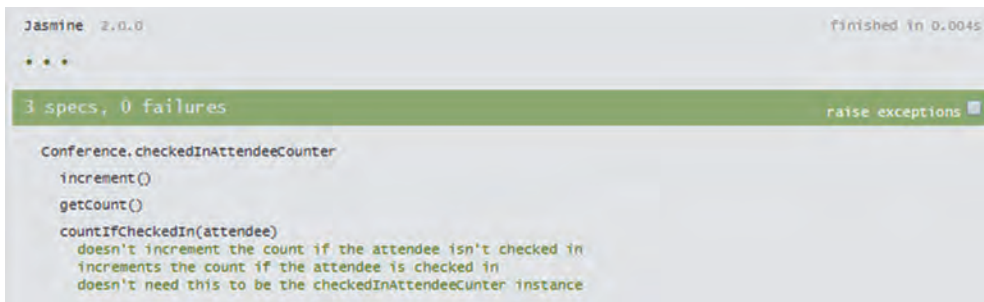 Jasmine 2.0.0 finished in 0.004s
3 specs, 0 failures raise exceptions
Conference.checkedInAttendeeCounter
increment()
getCount()
countIfCheckedIn(attendee)
doesn't increment the count if the attendee isn't checked in
increments the count if the attendee is checked in
doesn't need this to be the checkedInAttendeeCunter instance